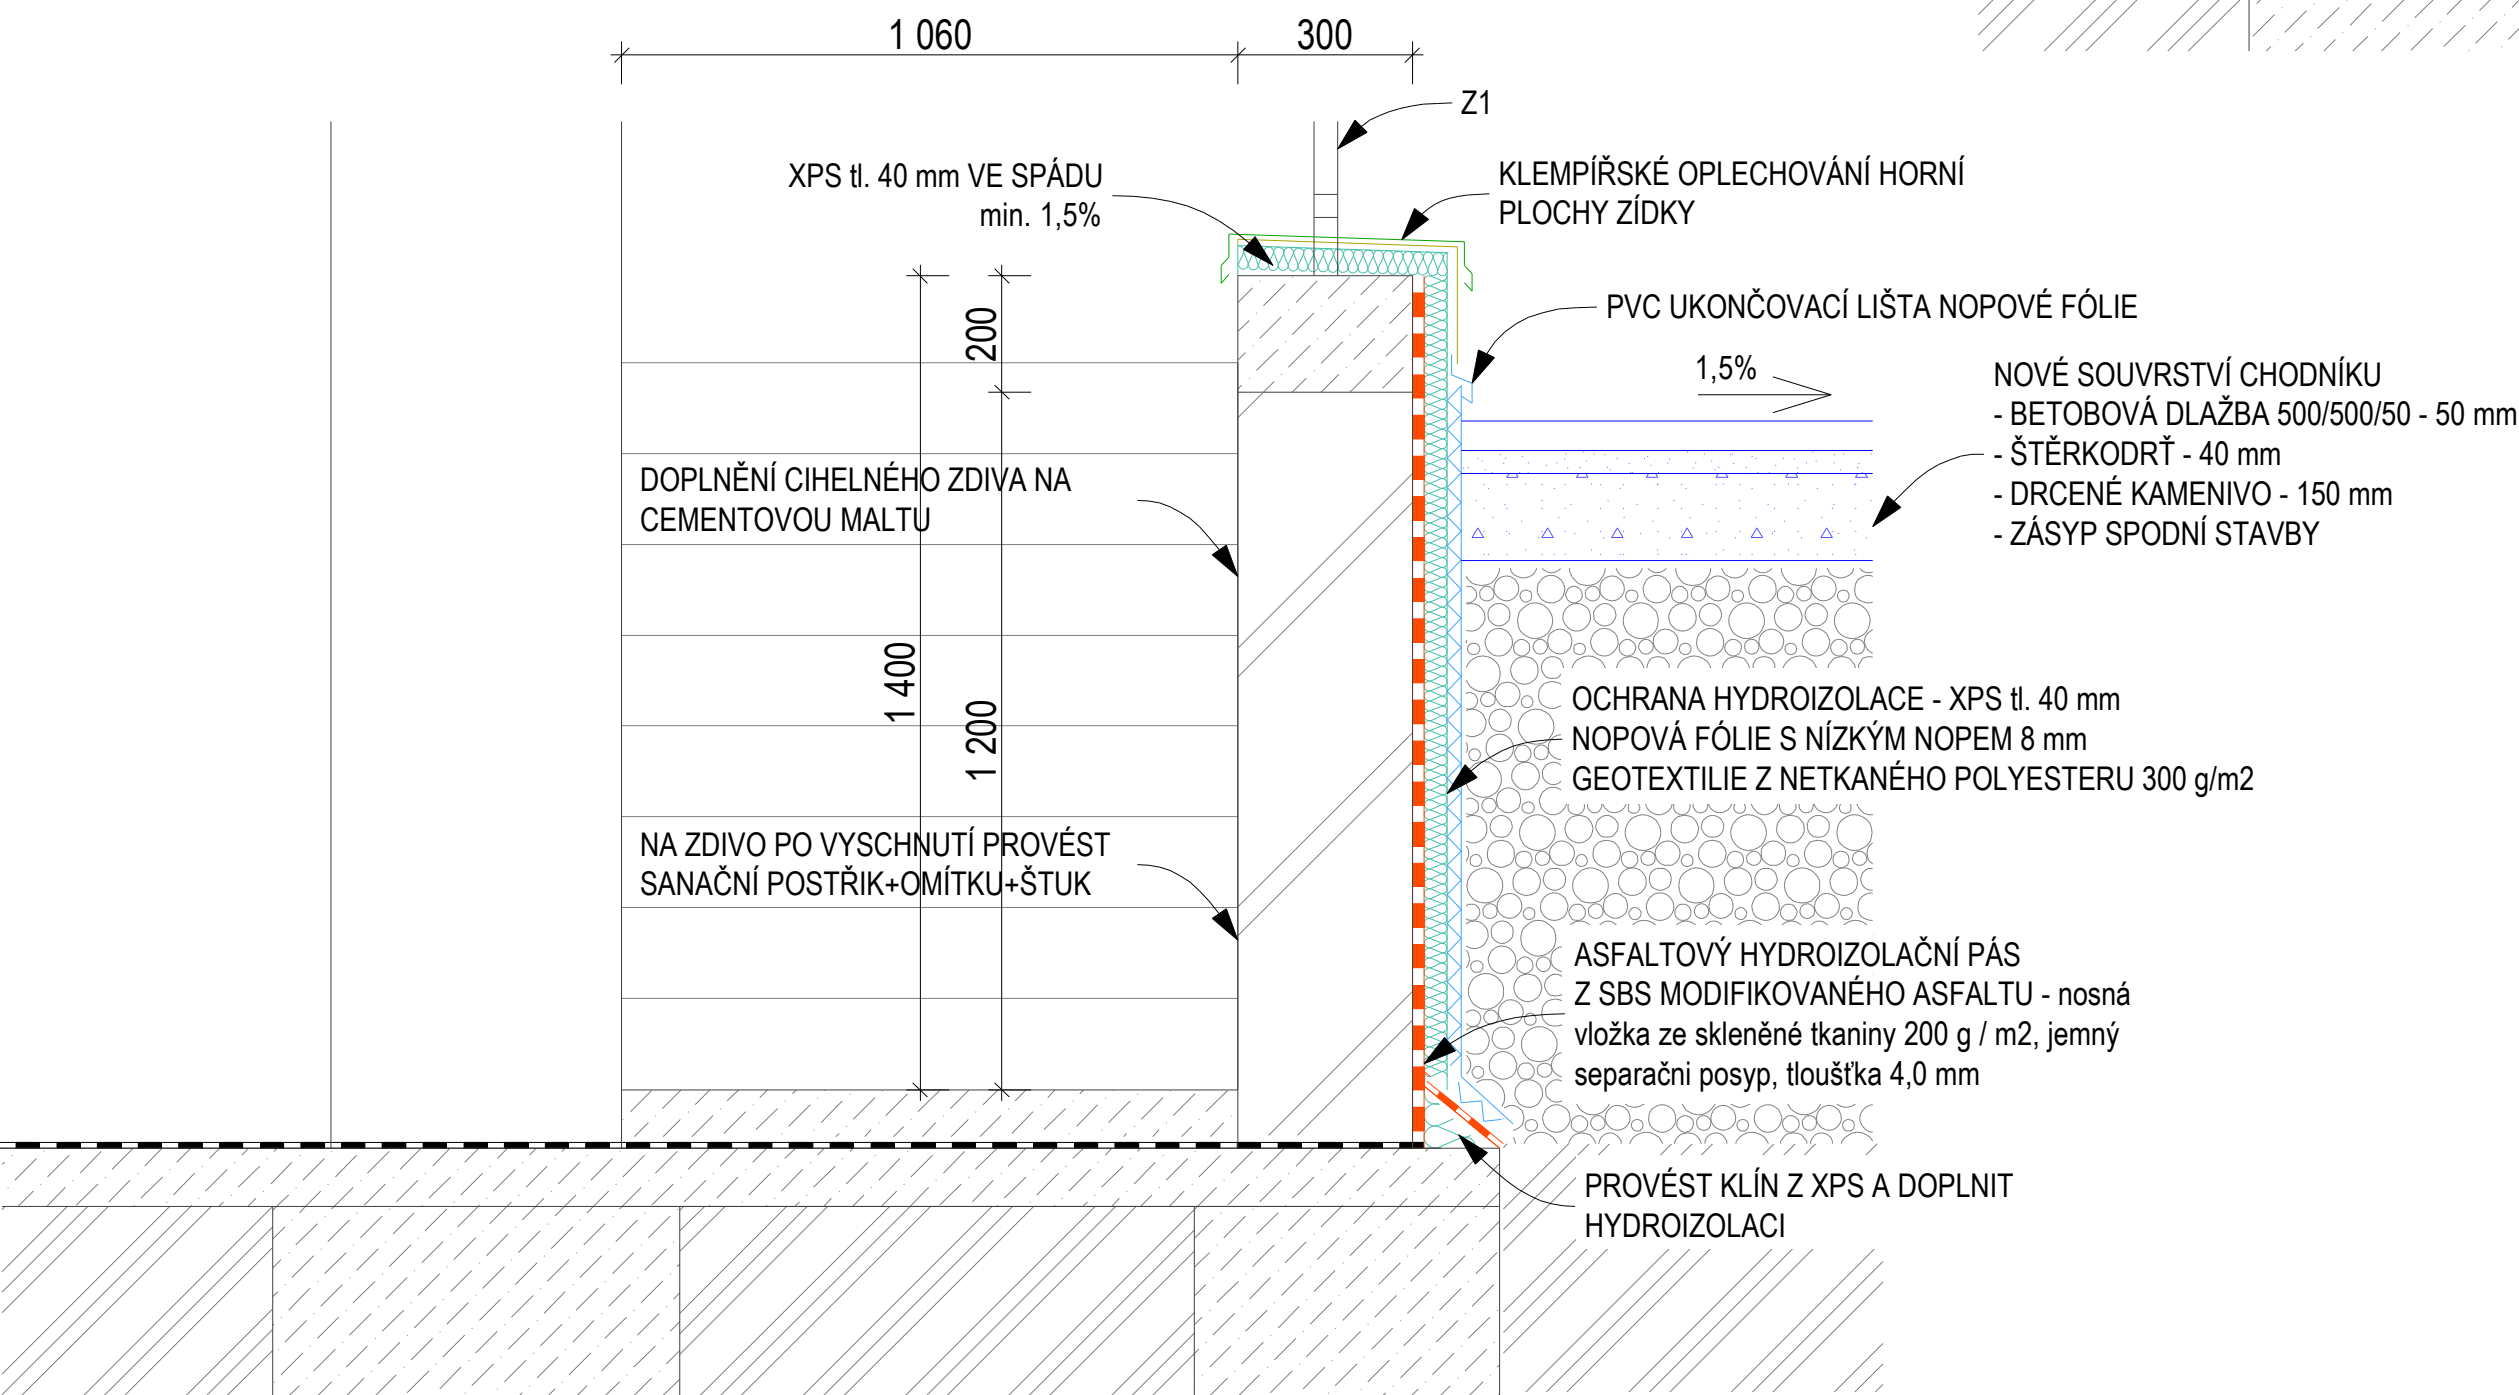 1 060
300
Z1
XPS tl. 40 mm VE SPÁDU
min. 1,5%
KLEMPÍŘSKÉ OPLECHOVÁNÍ HORNÍ
PLOCHY ZÍDKY
PVC UKONČOVACÍ LIŠTA NOPOVÉ FÓLIE
200
1,5%
NOVÉ SOUVRSTVÍ CHODNÍKU
- BETOBOVÁ DLAŽBA 500/500/50 - 50 mm
- ŠTĚRKODRŤ - 40 mm
- DRCENÉ KAMENIVO - 150 mm
- ZÁSYP SPODNÍ STAVBY
DOPLNĚNÍ CIHELNÉHO ZDIVA NA
CEMENTOVOU MALTU
1 400
1 200
OCHRANA HYDROIZOLACE - XPS tl. 40 mm
NOPOVÁ FÓLIE S NÍZKÝM NOPEM 8 mm
GEOTEXTILIE Z NETKANÉHO POLYESTERU 300 g/m2
NA ZDIVO PO VYSCHNUTÍ PROVÉST
SANAČNÍ POSTŘIK+OMÍTKU+ŠTUK
ASFALTOVÝ HYDROIZOLAČNÍ PÁS
Z SBS MODIFIKOVANÉHO ASFALTU - nosná
vložka ze skleněné tkaniny 200 g / m2, jemný
separačni posyp, tloušťka 4,0 mm
PROVÉST KLÍN Z XPS A DOPLNIT
HYDROIZOLACI